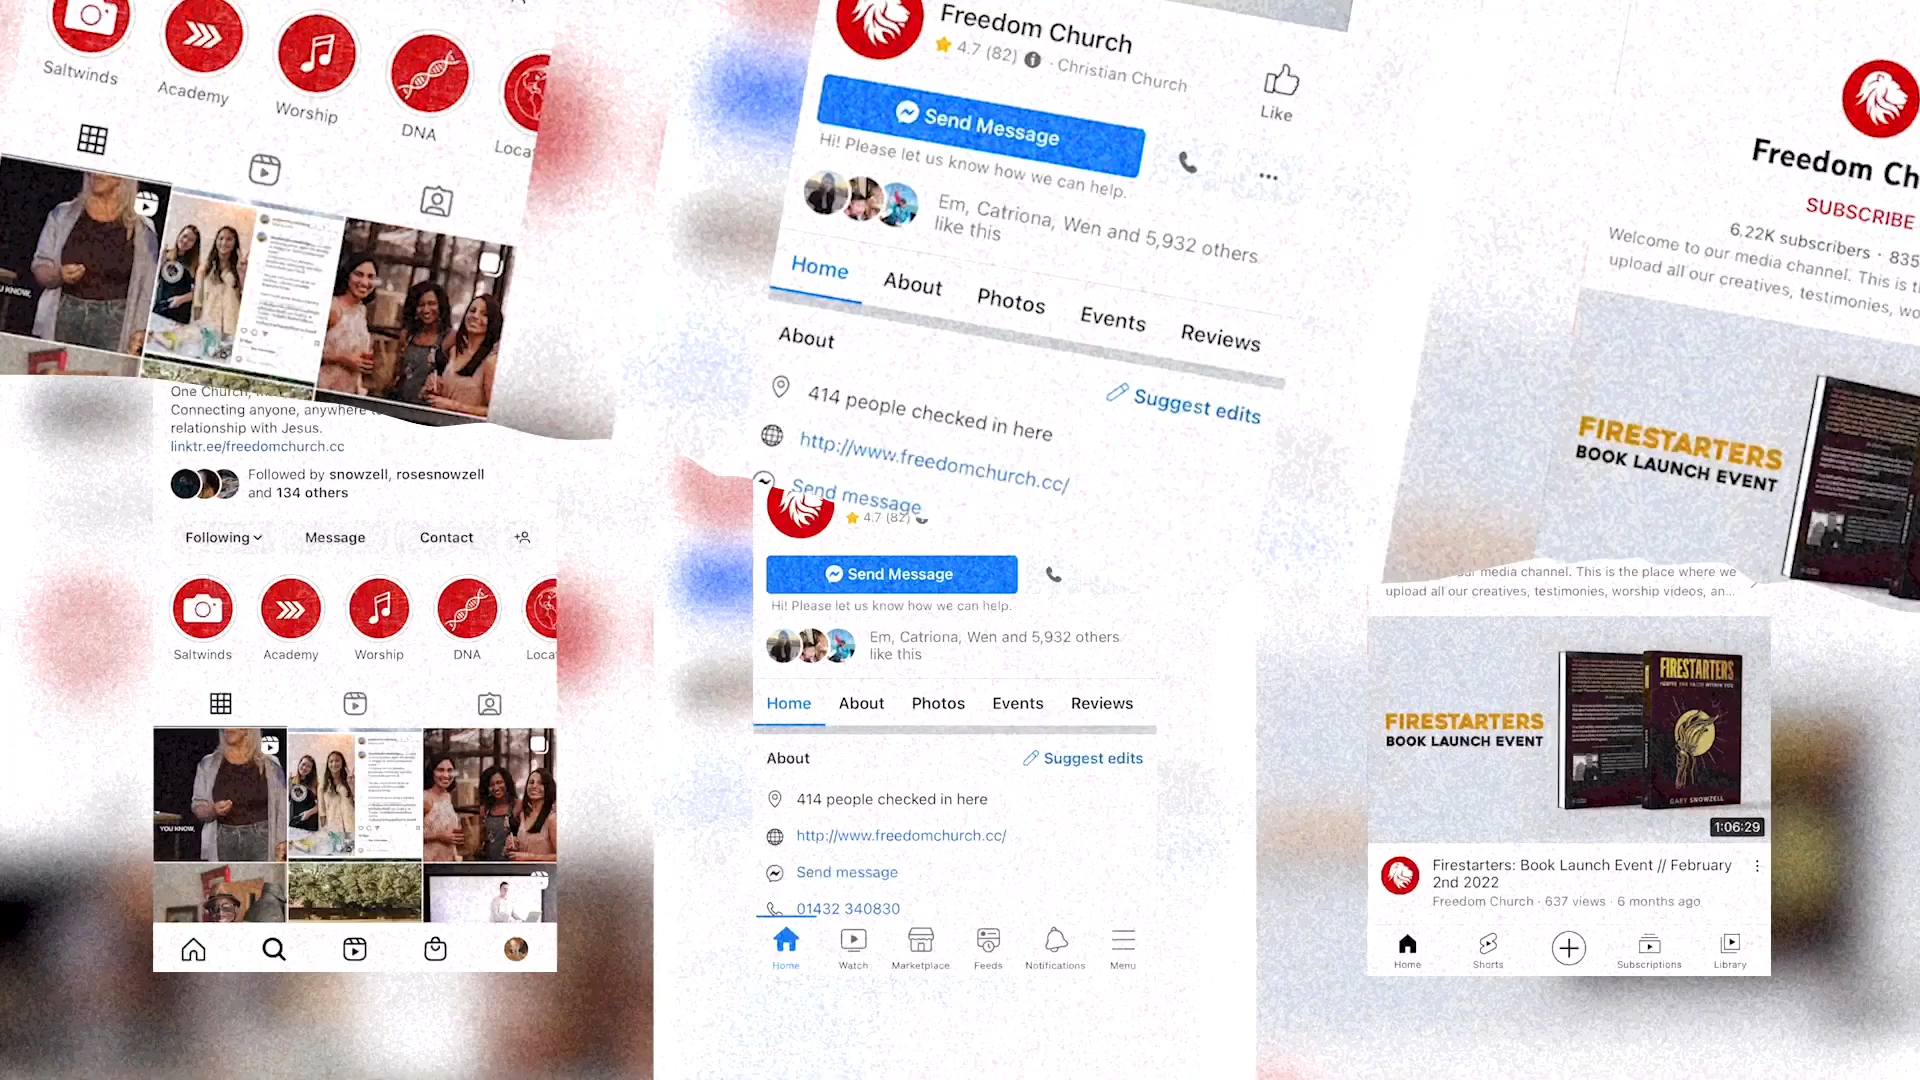 Saltwinds
Academy
Worship
DNA
Loca
YOU KNOW,
One Church,
Connecting anyone, anywhere
relationship with Jesus.
linktr.ee/freedomchurch.cc
Followed by snowzell, rosesnowzell
and 134 others
Following
Message
Contact
Saltwinds
Academy
Worship
DNA
Locat
YOU KNOW,
Freedom Church
4.7 (82) · Christian Church
Like
Send Message
Hi! Please let us know how we can help.
Em, Catriona, Wen and 5,932 others
like this
Home
About
Photos
Events
Reviews
About
Suggest edits
414 people checked in here
http://www.freedomchurch.cc/
Send message
4.7 (82)
Send Message
Hi! Please let us know how we can help.
Em, Catriona, Wen and 5,932 others
like this
Home
About
Photos
Events
Reviews
About
Suggest edits
414 people checked in here
http://www.freedomchurch.cc/
Send message
01432 340830
Home
Watch
Marketplace
Feeds
Notifications
Menu
Freedom Ch
SUBSCRIBE
6.22K subscribers · 835
Welcome to our media channel. This is t
upload all our creatives, testimonies, wo
FIRESTARTERS
BOOK LAUNCH EVENT
media channel. This is the place where we
upload all our creatives, testimonies, worship videos, an...
FIRESTARTERS
BOOK LAUNCH EVENT
FIRESTARTERS
GARY SNOWZELL
1:06:29
Firestarters: Book Launch Event // February
2nd 2022
Freedom Church · 637 views · 6 months ago
Home
Shorts
Subscriptions
Library